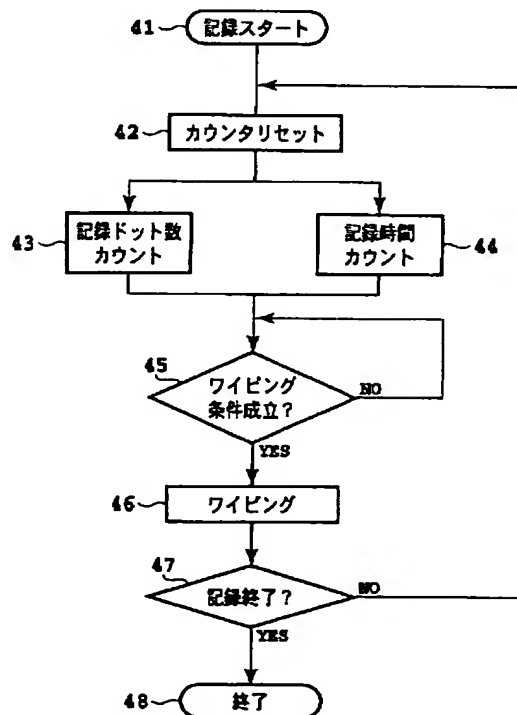 41 記録スタート
42 カウンタリセット
43 記録ドット数
カウント
記録時間
カウント 44
45
ワイピング
条件成立?
NO
YES
46 ワイピング
47
記録終了?
NO
YES
48 終了